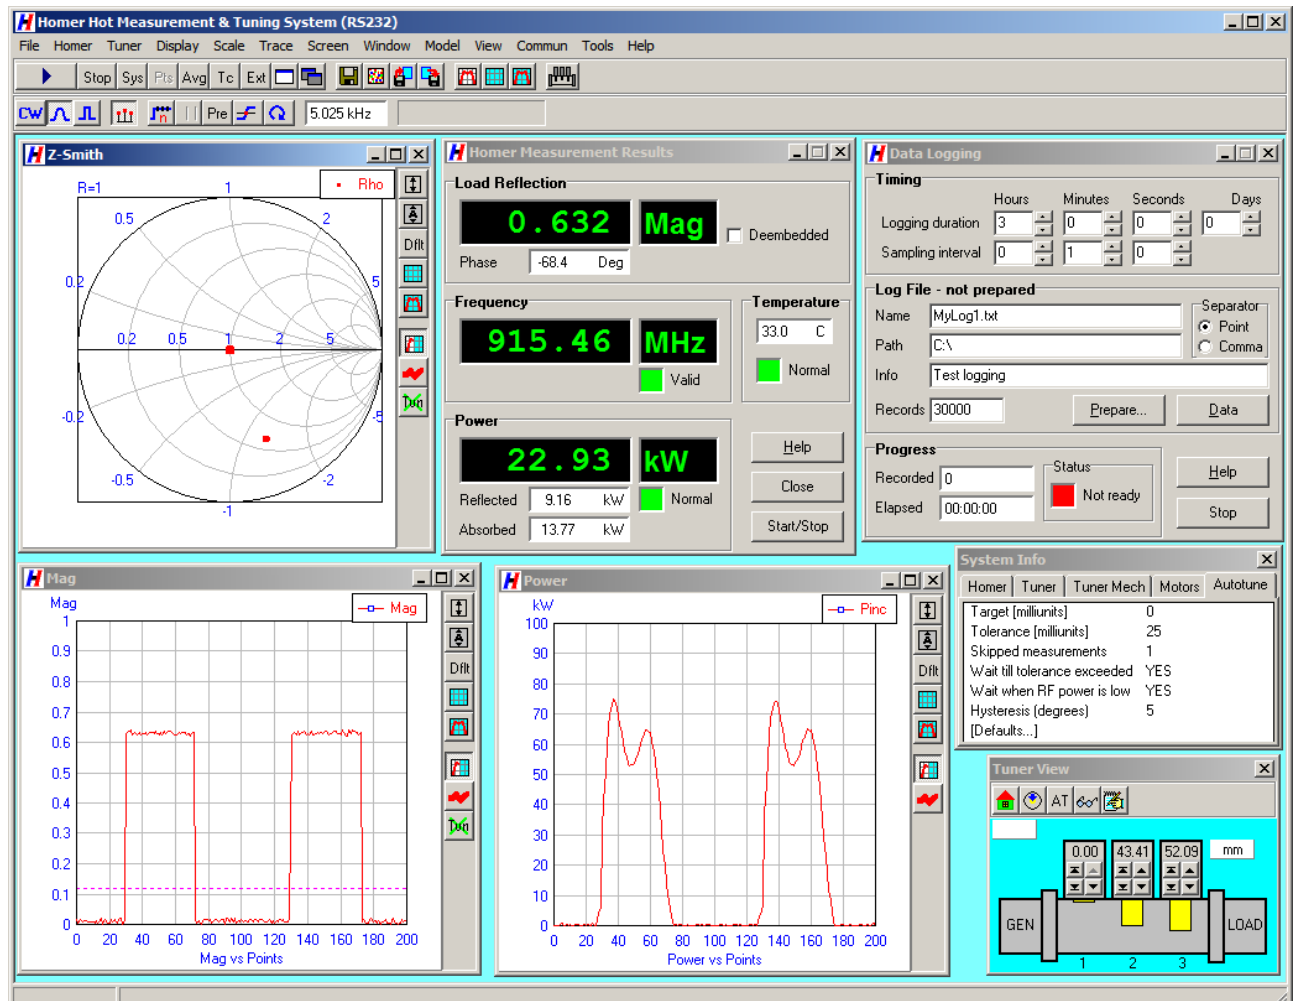 Homer Hot Measurement & Tuning System (RS232)
File Homer Tuner Display Scale Trace Screen Window Model View Commun Tools Help
Stop Sys Pts Avg Tc Ext
CW n Pre 5.025 kHz
Z-Smith
R=1 1 Rho
0.5 2
Dflt
0.2 5
0.2 0.5 1 2 5
-0.2 -5
Tun
-0.5 -2
-1
Homer Measurement Results
Load Reflection
0.632 Mag Deembedded
Phase -68.4 Deg
Frequency
915.46 MHz
Valid
Temperature
33.0 C
Normal
Power
22.93 kW
Reflected 9.16 kW Normal
Absorbed 13.77 kW
Help
Close
Start/Stop
Data Logging
Timing
Hours Minutes Seconds Days
Logging duration 3 0 0 0
Sampling interval 0 1 0
Log File - not prepared
Name MyLog1.txt
Path C:\
Separator
Point
Comma
Info Test logging
Records 30000 Prepare... Data
Progress
Recorded 0
Elapsed 00:00:00
Status
Not ready
Help
Stop
Mag
Mag Mag
1
0.9
0.8
0.7
0.6
0.5
0.4
0.3
0.2
0.1
0
0 20 40 60 80 100 120 140 160 180 200
Mag vs Points
A
Dflt
Tun
Power
kW Pinc
100
90
80
70
60
50
40
30
20
10
0
0 20 40 60 80 100 120 140 160 180 200
Power vs Points
A
Dflt
System Info
Homer Tuner Tuner Mech Motors Autotune
Target [milliunits] 0
Tolerance [milliunits] 25
Skipped measurements 1
Wait till tolerance exceeded YES
Wait when RF power is low YES
Hysteresis (degrees) 5
[Defaults...]
Tuner View
AT
0.00 43.41 52.09 mm
GEN LOAD
1 2 3